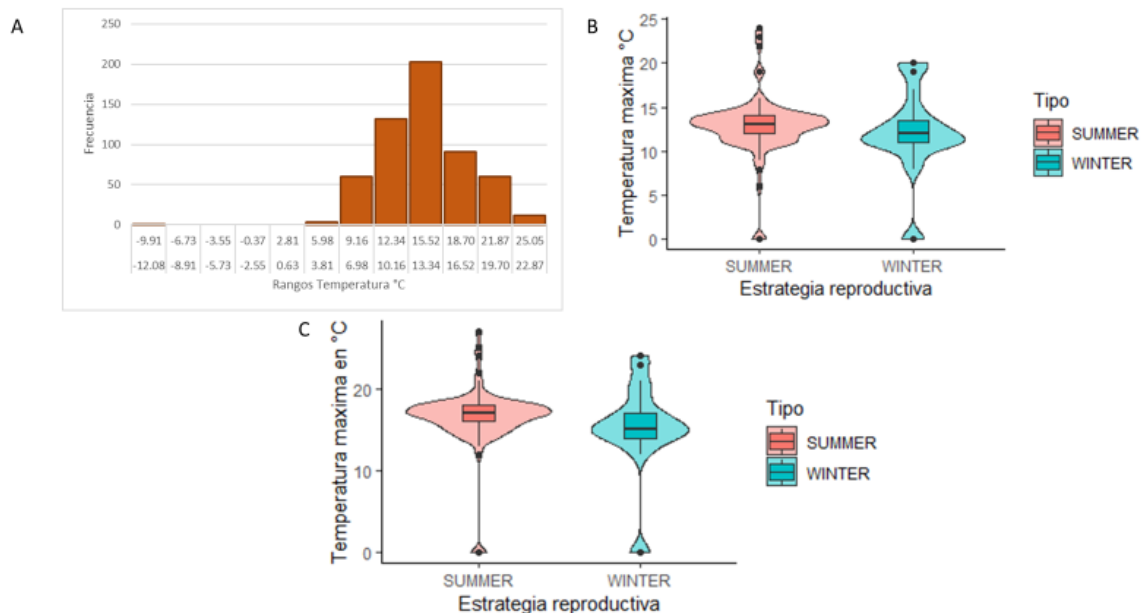 A
250
200
150
100
50
0
Frecuencia
-9.91 -6.73 -3.55 -0.37 2.81 5.98 9.16 12.34 15.52 18.70 21.87 25.05
-12.08 -8.91 -5.73 -2.55 0.63 3.81 6.98 10.16 13.34 16.52 19.70 22.87
Rangos Temperatura °C
B
25
20
15
10
5
0
Temperatura maxima °C
SUMMER WINTER
Estrategia reproductiva
Tipo
SUMMER
WINTER
C
20
10
0
Temperatura maxima en °C
SUMMER WINTER
Estrategia reproductiva
Tipo
SUMMER
WINTER